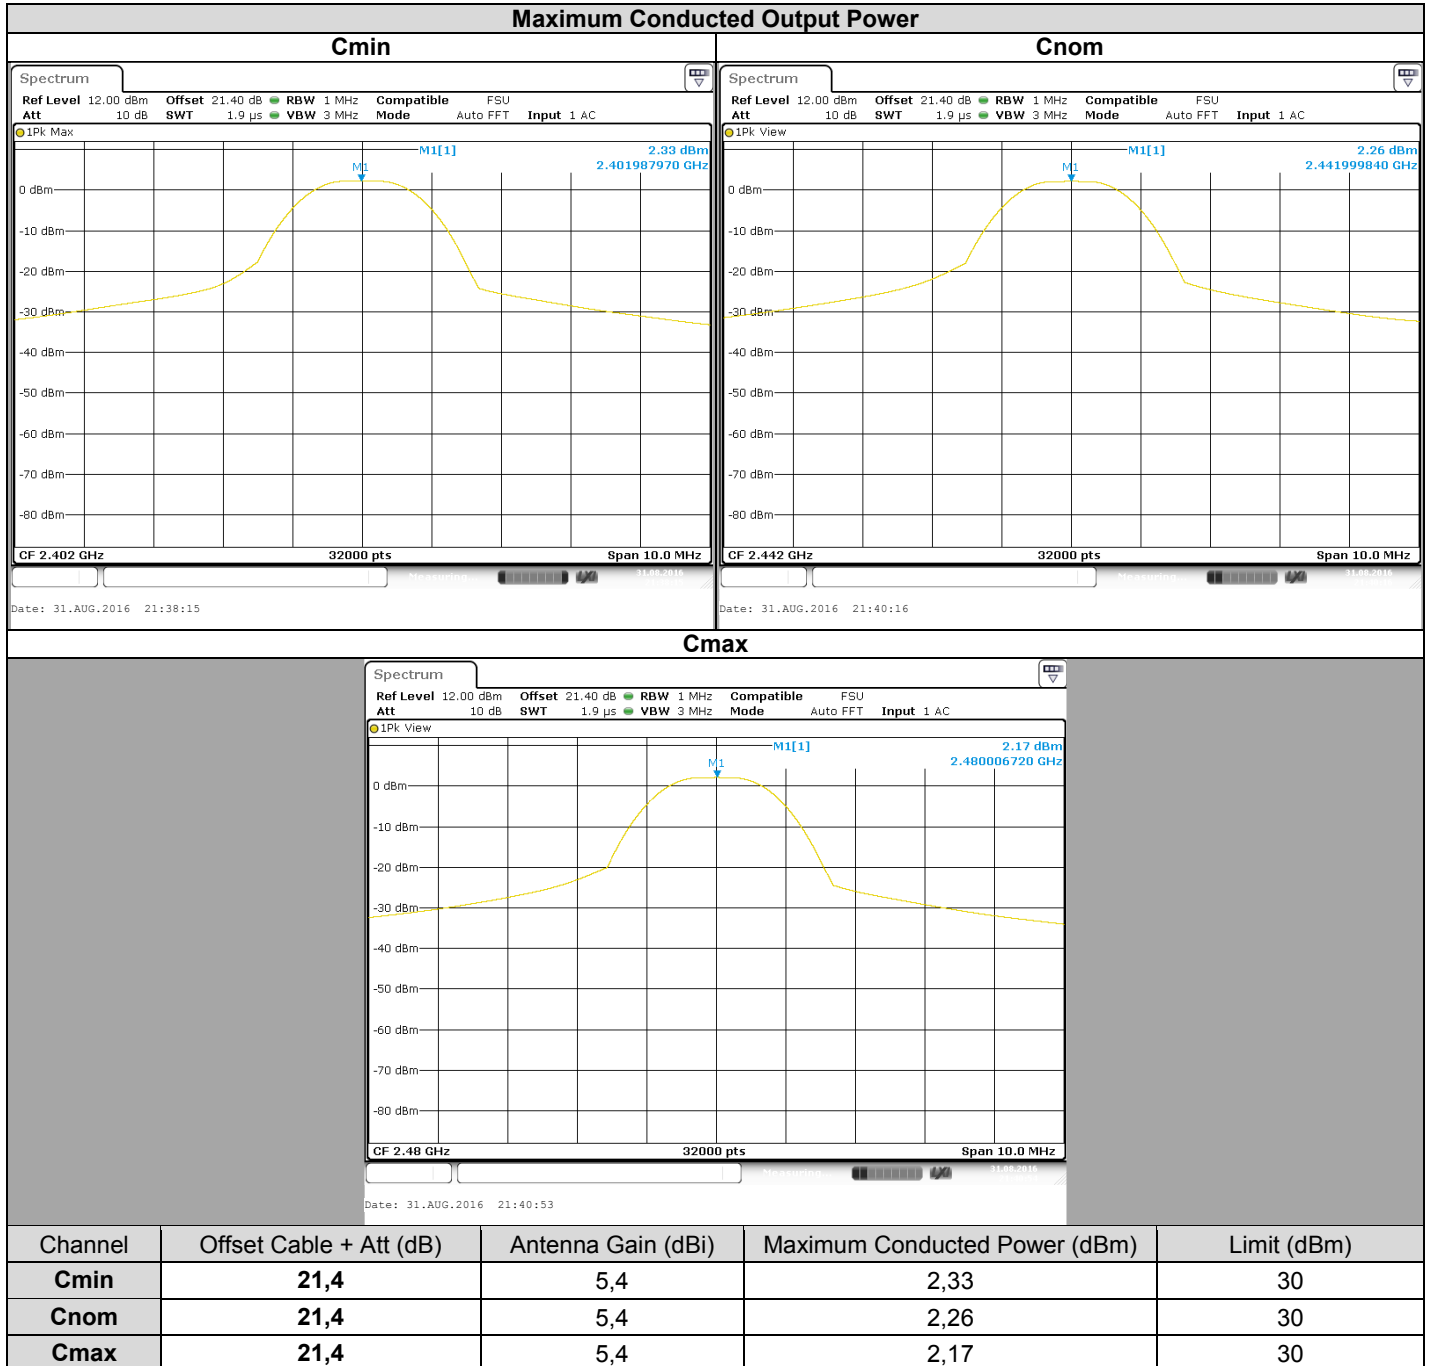 Maximum Conducted Output Power
Cmin
Cnom
Spectrum
Ref Level 12.00 dBm Offset 21.40 dB RBW 1 MHz Compatible FSU
Att 10 dB SWT 1.9 µs VBW 3 MHz Mode Auto FFT Input 1 AC
1Pk Max
M1[1] 2.33 dBm
2.401987970 GHz
M1
0 dBm
-10 dBm
-20 dBm
-30 dBm
-40 dBm
-50 dBm
-60 dBm
-70 dBm
-80 dBm
CF 2.402 GHz 32000 pts Span 10.0 MHz
Measuring... 31.08.2016
Date: 31.AUG.2016 21:38:15
Spectrum
Ref Level 12.00 dBm Offset 21.40 dB RBW 1 MHz Compatible FSU
Att 10 dB SWT 1.9 µs VBW 3 MHz Mode Auto FFT Input 1 AC
1Pk View
M1[1] 2.26 dBm
2.441999840 GHz
M1
0 dBm
-10 dBm
-20 dBm
-30 dBm
-40 dBm
-50 dBm
-60 dBm
-70 dBm
-80 dBm
CF 2.442 GHz 32000 pts Span 10.0 MHz
Measuring... 31.08.2016
Date: 31.AUG.2016 21:40:16
Cmax
Spectrum
Ref Level 12.00 dBm Offset 21.40 dB RBW 1 MHz Compatible FSU
Att 10 dB SWT 1.9 µs VBW 3 MHz Mode Auto FFT Input 1 AC
1Pk View
M1[1] 2.17 dBm
2.480006720 GHz
M1
0 dBm
-10 dBm
-20 dBm
-30 dBm
-40 dBm
-50 dBm
-60 dBm
-70 dBm
-80 dBm
CF 2.48 GHz 32000 pts Span 10.0 MHz
Measuring... 31.08.2016
Date: 31.AUG.2016 21:40:53
Channel Offset Cable + Att (dB) Antenna Gain (dBi) Maximum Conducted Power (dBm) Limit (dBm)
Cmin 21,4 5,4 2,33 30
Cnom 21,4 5,4 2,26 30
Cmax 21,4 5,4 2,17 30